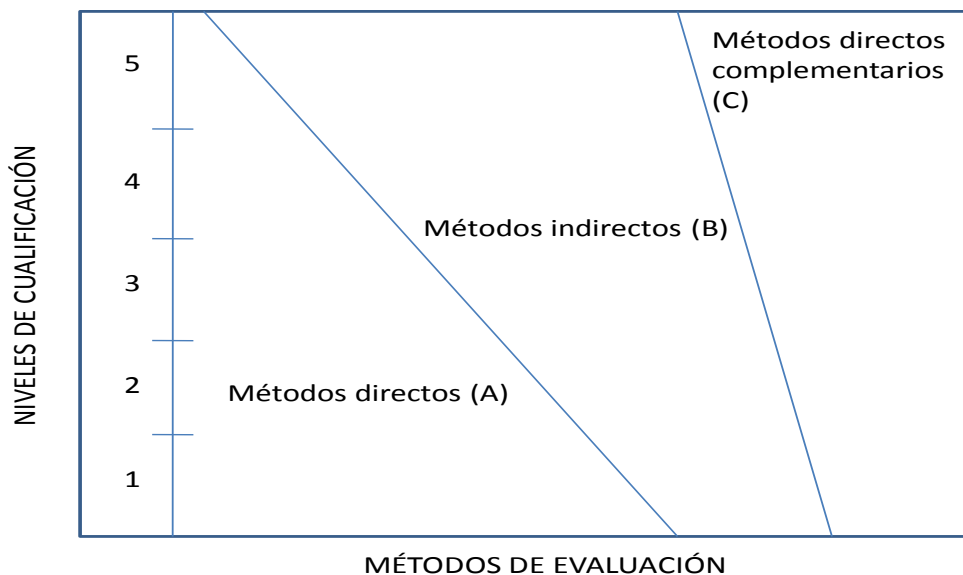 NIVELES DE CUALIFICACIÓN
5
4
3
2
1
Métodos directos
complementarios
(C)
Métodos indirectos (B)
Métodos directos (A)
MÉTODOS DE EVALUACIÓN